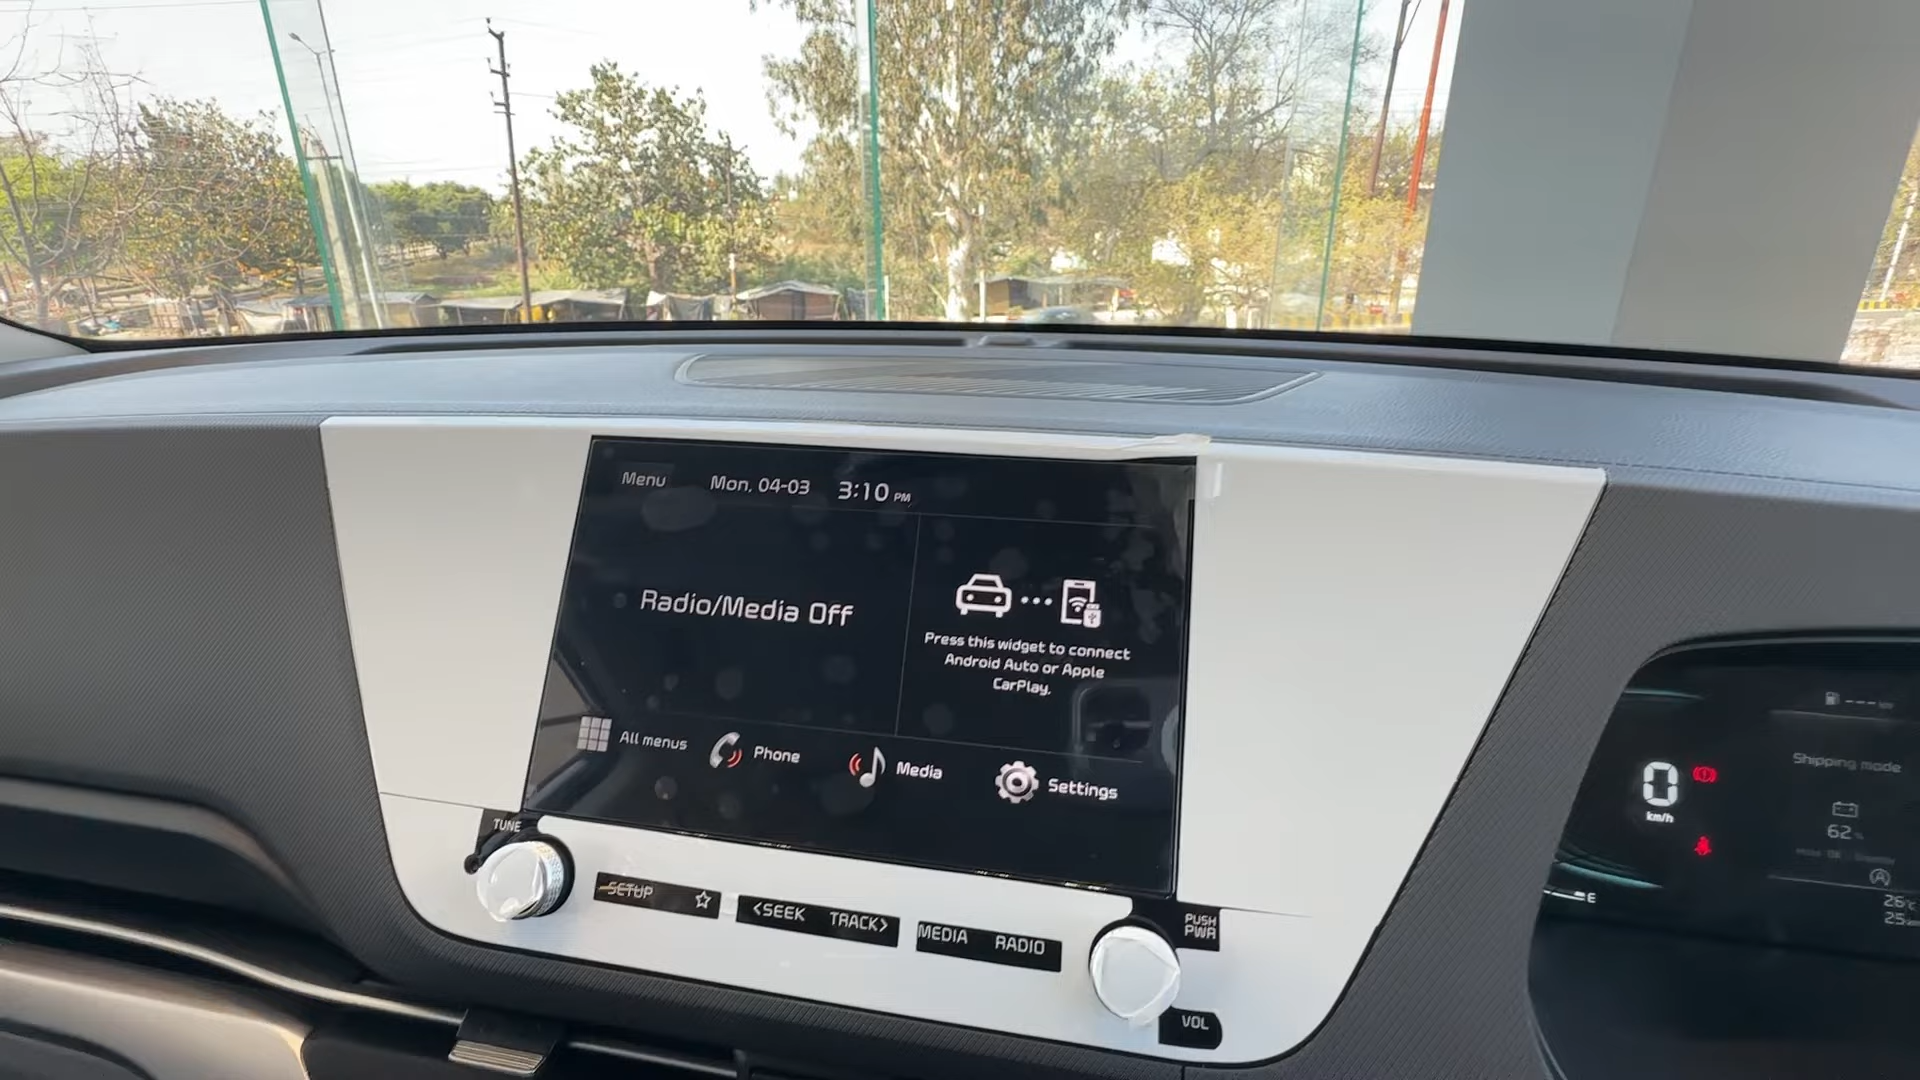 Menu
Mon, 04-03
3:10 PM
Radio/Media Off
Press this widget to connect
Android Auto or Apple
CarPlay.
All menus
Phone
Media
Settings
TUNE
SETUP
<SEEK TRACK>
MEDIA RADIO
PUSH
PWR
VOL
0
km/h
E
Shipping mode
62
26
25